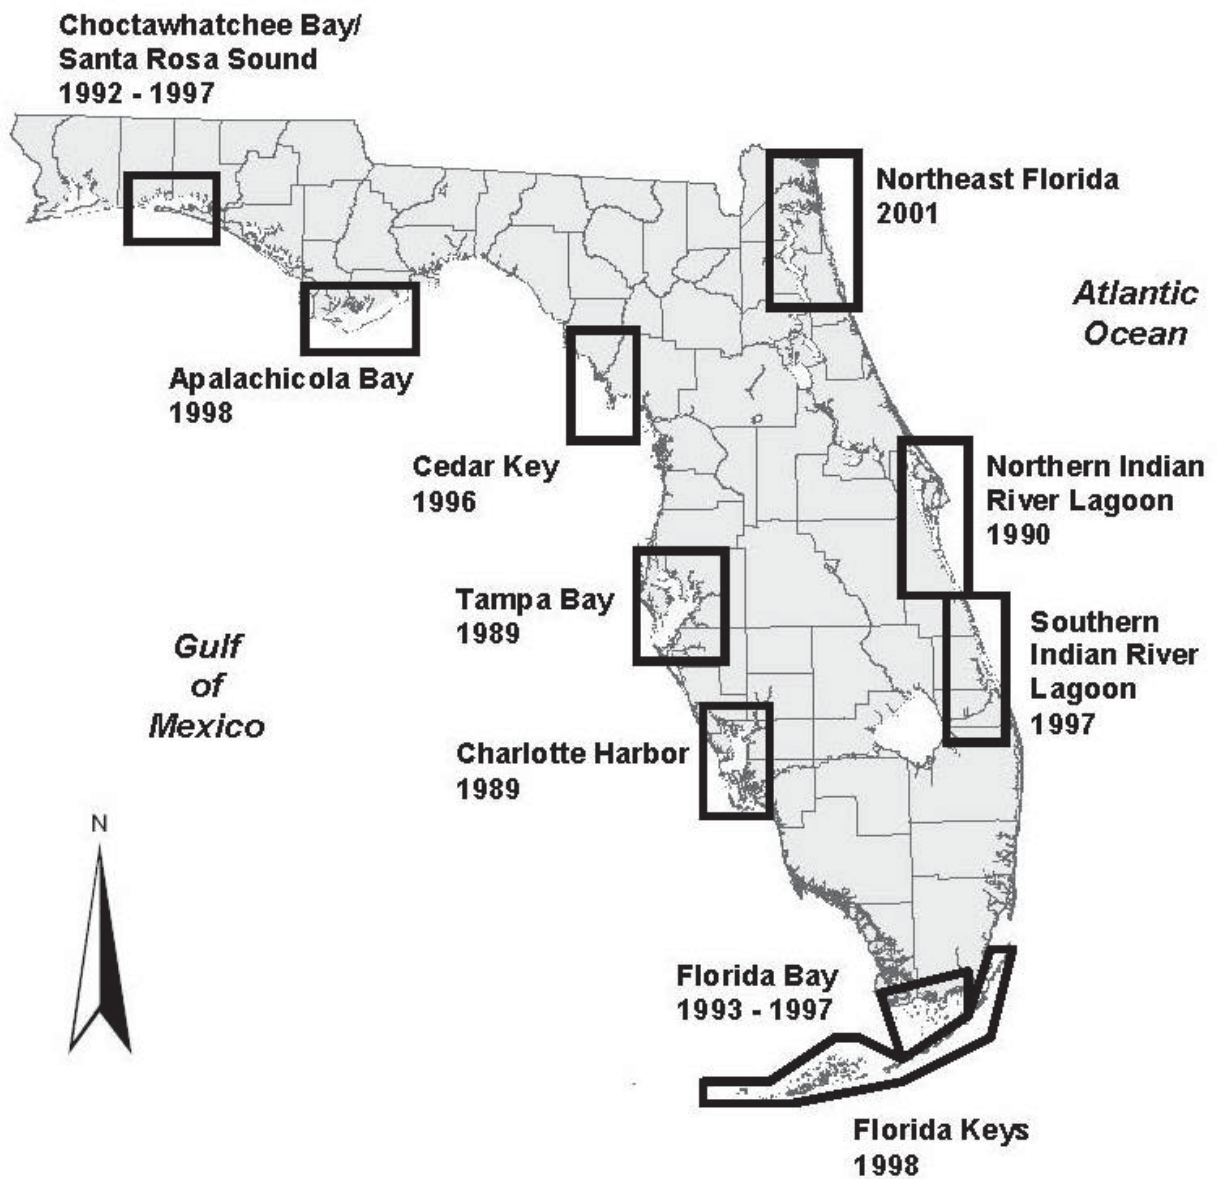 Choctawhatchee Bay/
Santa Rosa Sound
1992 - 1997
Northeast Florida
2001
Atlantic
Ocean
Apalachicola Bay
1998
Cedar Key
1996
Northern Indian
River Lagoon
1990
Tampa Bay
1989
Southern
Indian River
Lagoon
1997
Gulf
of
Mexico
Charlotte Harbor
1989
N
Florida Bay
1993 - 1997
Florida Keys
1998